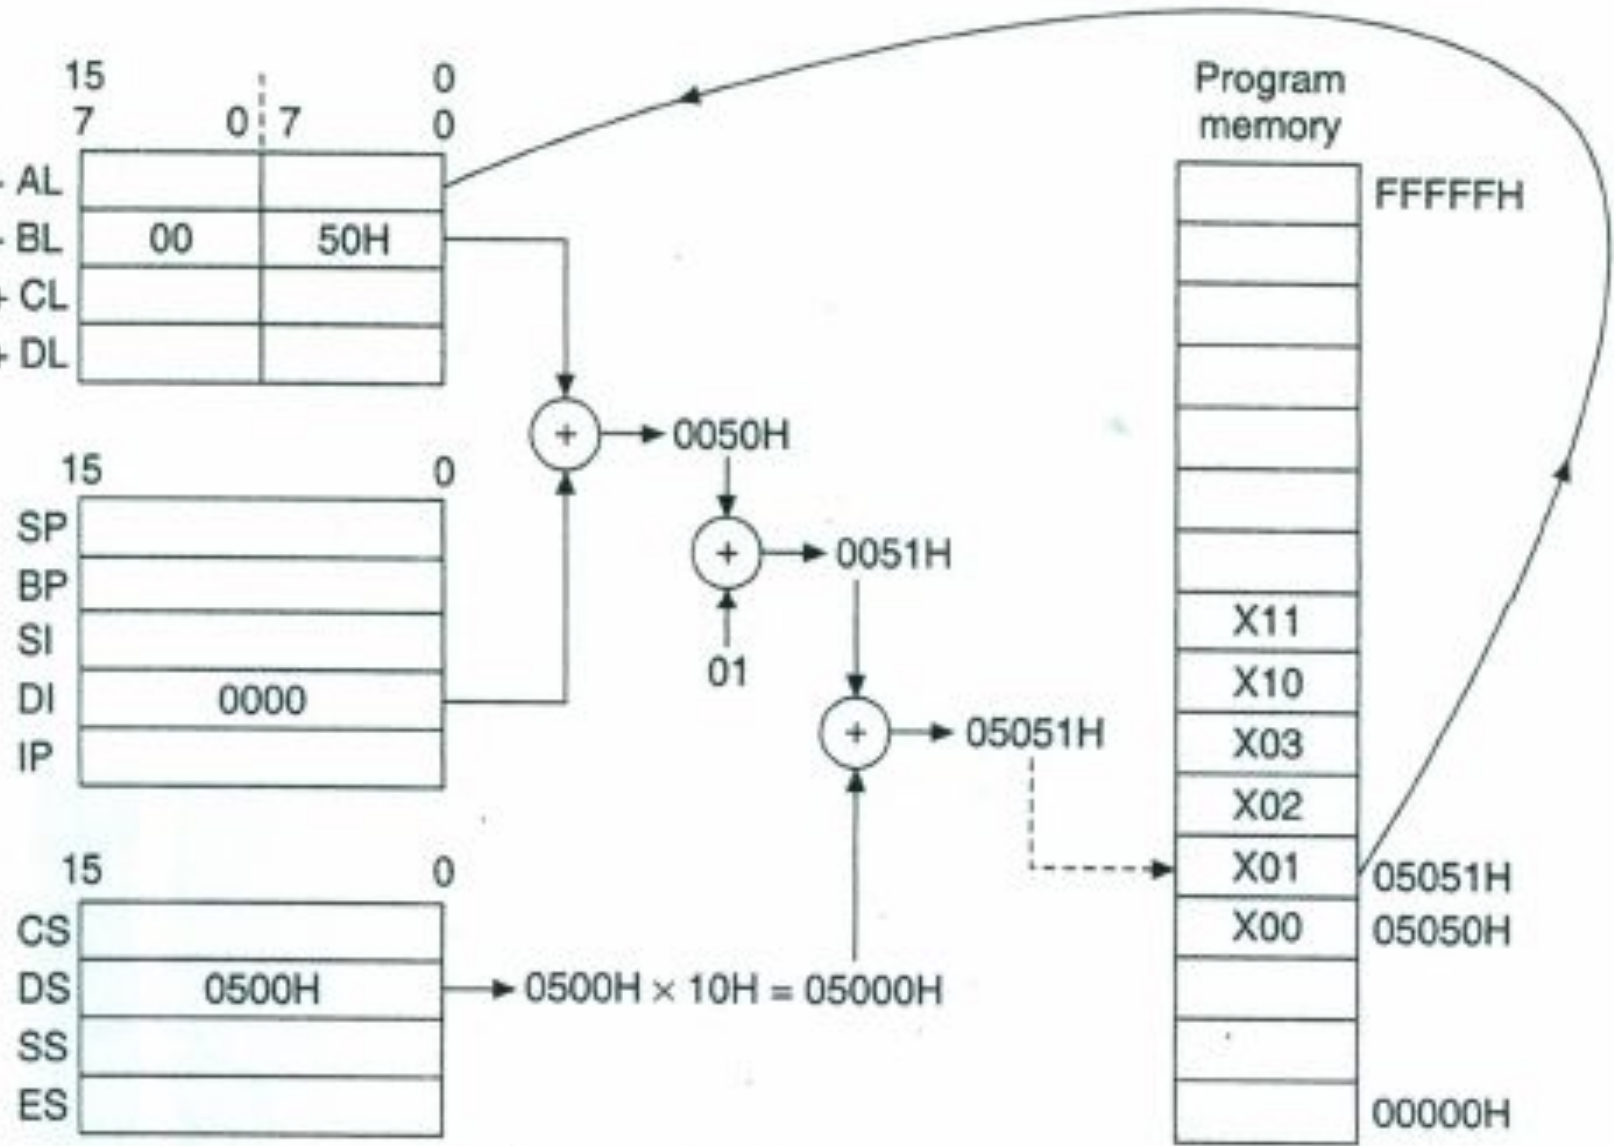 15 0
7 0 7 0
AL
BL 00 50H
+ CL
+ DL
15 0
SP
BP
SI
DI 0000
IP
15 0
CS
DS 0500H
SS
ES
+ 0050H
+ 0051H
01
+ 05051H
0500H × 10H = 05000H
Program
memory
FFFFFH
X11
X10
X03
X02
X01 05051H
X00 05050H
00000H